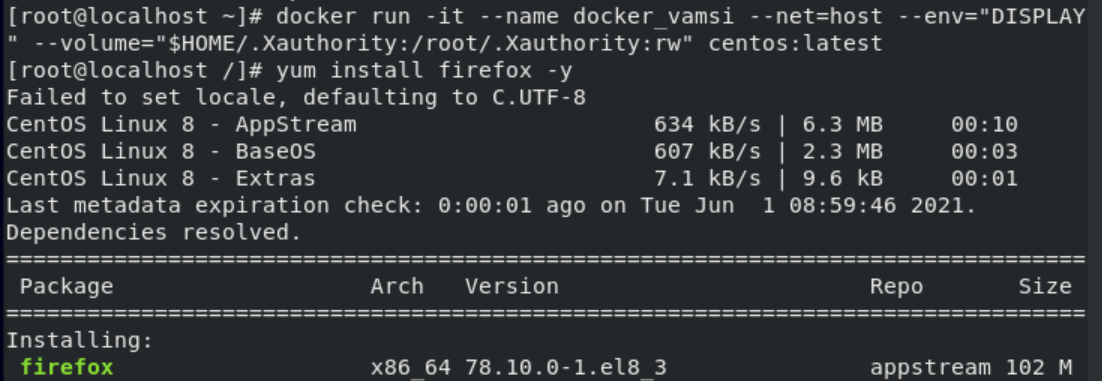 [root@localhost ~]# docker run -it --name docker_vamsi --net=host --env="DISPLAY
" --volume="$HOME/.Xauthority:/root/.Xauthority:rw" centos:latest
[root@localhost /]# yum install firefox -y
Failed to set locale, defaulting to C.UTF-8
CentOS Linux 8 - AppStream                      634 kB/s | 6.3 MB     00:10
CentOS Linux 8 - BaseOS                         607 kB/s | 2.3 MB     00:03
CentOS Linux 8 - Extras                         7.1 kB/s | 9.6 kB     00:01
Last metadata expiration check: 0:00:01 ago on Tue Jun  1 08:59:46 2021.
Dependencies resolved.
================================================================================
 Package                   Arch   Version                       Repo       Size
================================================================================
Installing:
 firefox                   x86_64 78.10.0-1.el8_3               appstream 102 M